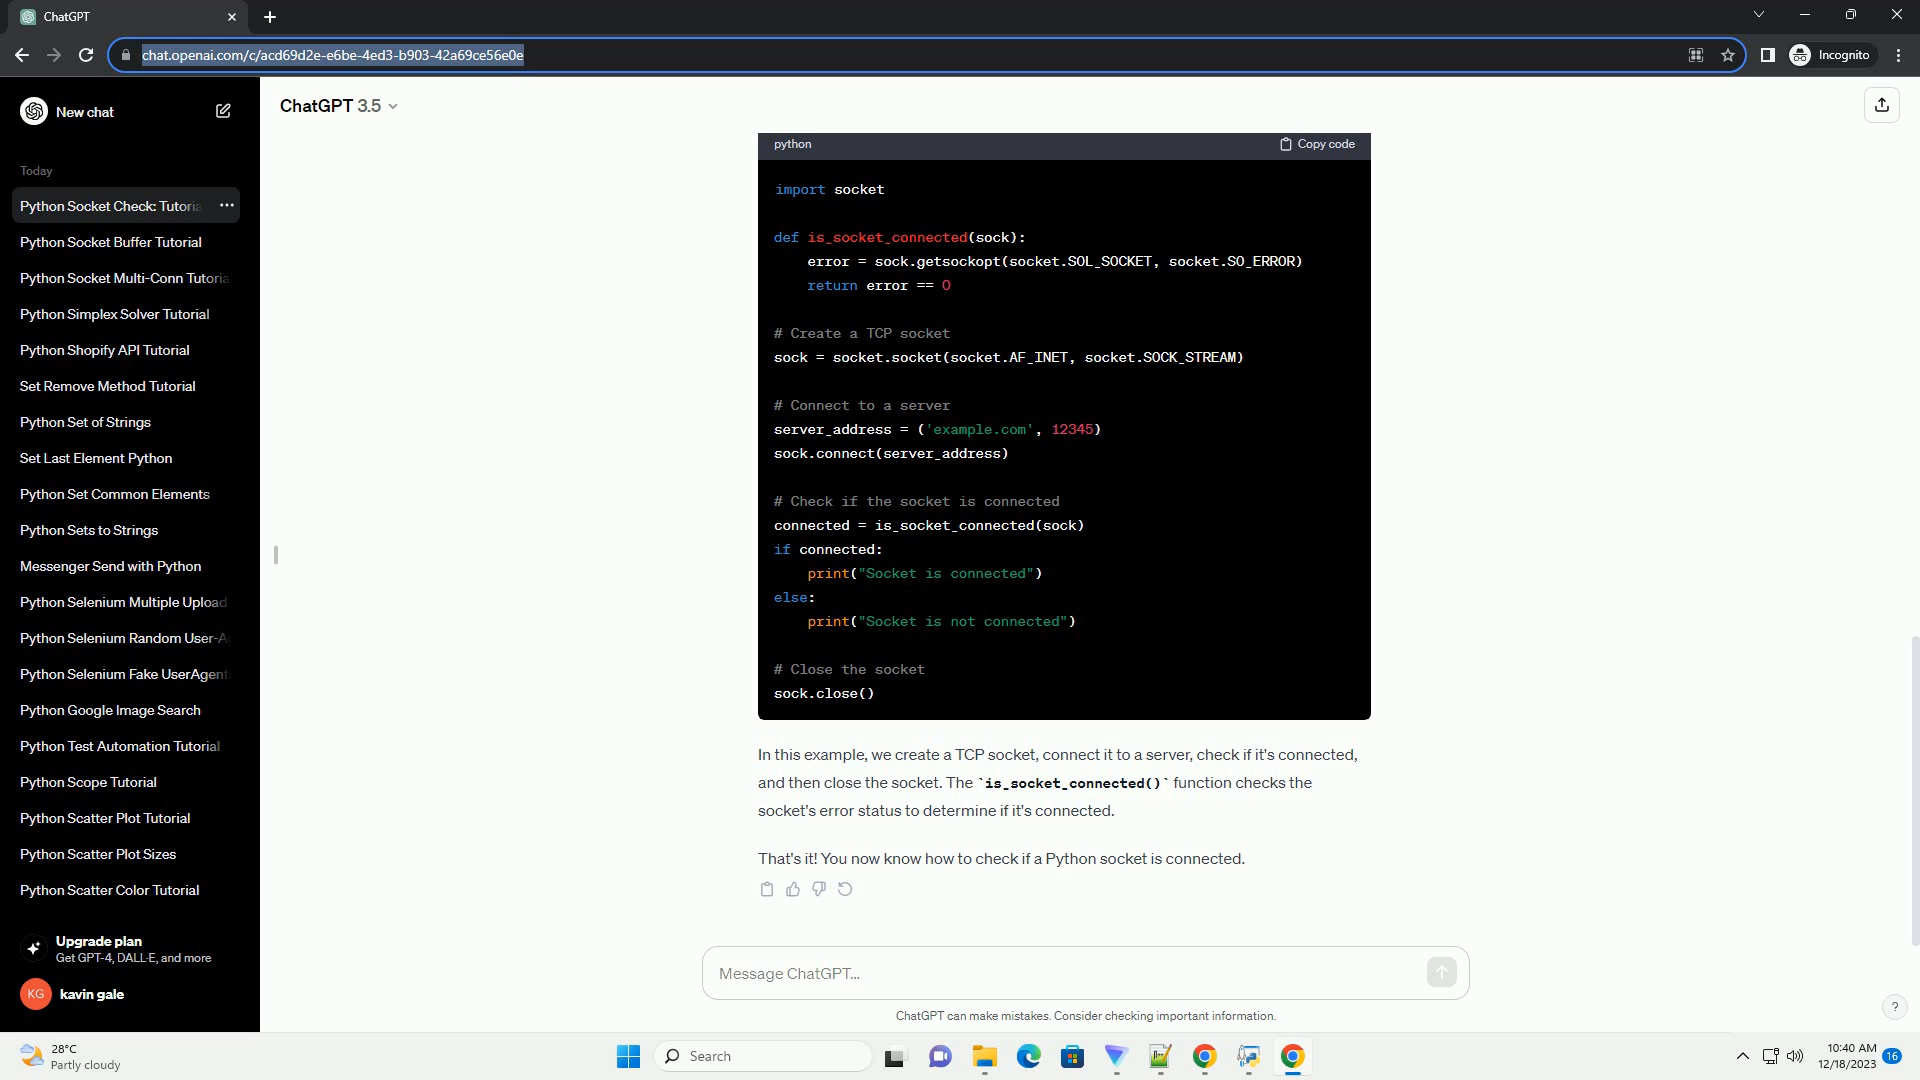 ChatGPT
chat.openai.com/c/acd69d2e-e6be-4ed3-b903-42a69ce56e0e
Incognito
New chat
Today
Python Socket Check: Tutoria
Python Socket Buffer Tutorial
Python Socket Multi-Conn Tutoria
Python Simplex Solver Tutorial
Python Shopify API Tutorial
Set Remove Method Tutorial
Python Set of Strings
Set Last Element Python
Python Set Common Elements
Python Sets to Strings
Messenger Send with Python
Python Selenium Multiple Upload
Python Selenium Random User-A
Python Selenium Fake UserAgent
Python Google Image Search
Python Test Automation Tutorial
Python Scope Tutorial
Python Scatter Plot Tutorial
Python Scatter Plot Sizes
Python Scatter Color Tutorial
Upgrade plan
Get GPT-4, DALL·E, and more
KG kavin gale
ChatGPT 3.5
python Copy code
import socket
def is_socket_connected(sock):
error = sock.getsockopt(socket.SOL_SOCKET, socket.SO_ERROR)
return error == 0
# Create a TCP socket
sock = socket.socket(socket.AF_INET, socket.SOCK_STREAM)
# Connect to a server
server_address = ('example.com', 12345)
sock.connect(server_address)
# Check if the socket is connected
connected = is_socket_connected(sock)
if connected:
print("Socket is connected")
else:
print("Socket is not connected")
# Close the socket
sock.close()
In this example, we create a TCP socket, connect it to a server, check if it's connected,
and then close the socket. The `is_socket_connected()` function checks the
socket's error status to determine if it's connected.
That's it! You now know how to check if a Python socket is connected.
Message ChatGPT...
ChatGPT can make mistakes. Consider checking important information.
?
28°C
Partly cloudy
Search
10:40 AM
12/18/2023
16